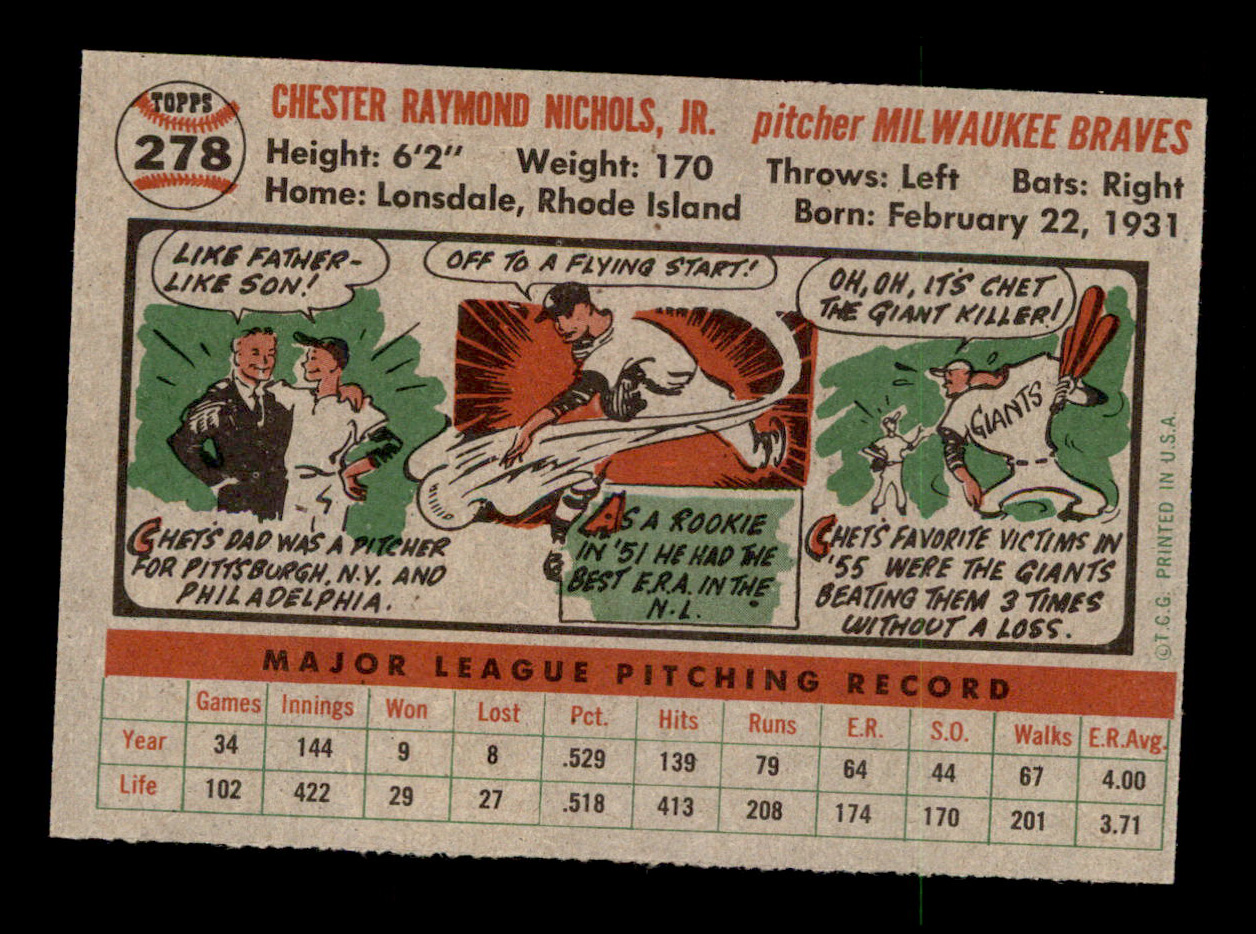 TOPPS
278
CHESTER RAYMOND NICHOLS, JR. pitcher MILWAUKEE BRAVES
Height: 6'2" Weight: 170 Throws: Left Bats: Right
Home: Lonsdale, Rhode Island Born: February 22, 1931
LIKE FATHER-
LIKE SON!
CHET'S DAD WAS A PITCHER
FOR PITTSBURGH, N.Y. AND
PHILADELPHIA.
OFF TO A FLYING START!
AS A ROOKIE
IN '51 HE HAD THE
BEST E.R.A. IN THE
N.L.
OH, OH, IT'S CHET
THE GIANT KILLER!
GIANTS
CHET'S FAVORITE VICTIMS IN
'55 WERE THE GIANTS
BEATING THEM 3 TIMES
WITHOUT A LOSS.
©T.C.G. PRINTED IN U.S.A.
MAJOR LEAGUE PITCHING RECORD
Games Innings Won Lost Pct. Hits Runs E.R. S.O. Walks E.R.Avg.
Year 34 144 9 8 .529 139 79 64 44 67 4.00
Life 102 422 29 27 .518 413 208 174 170 201 3.71